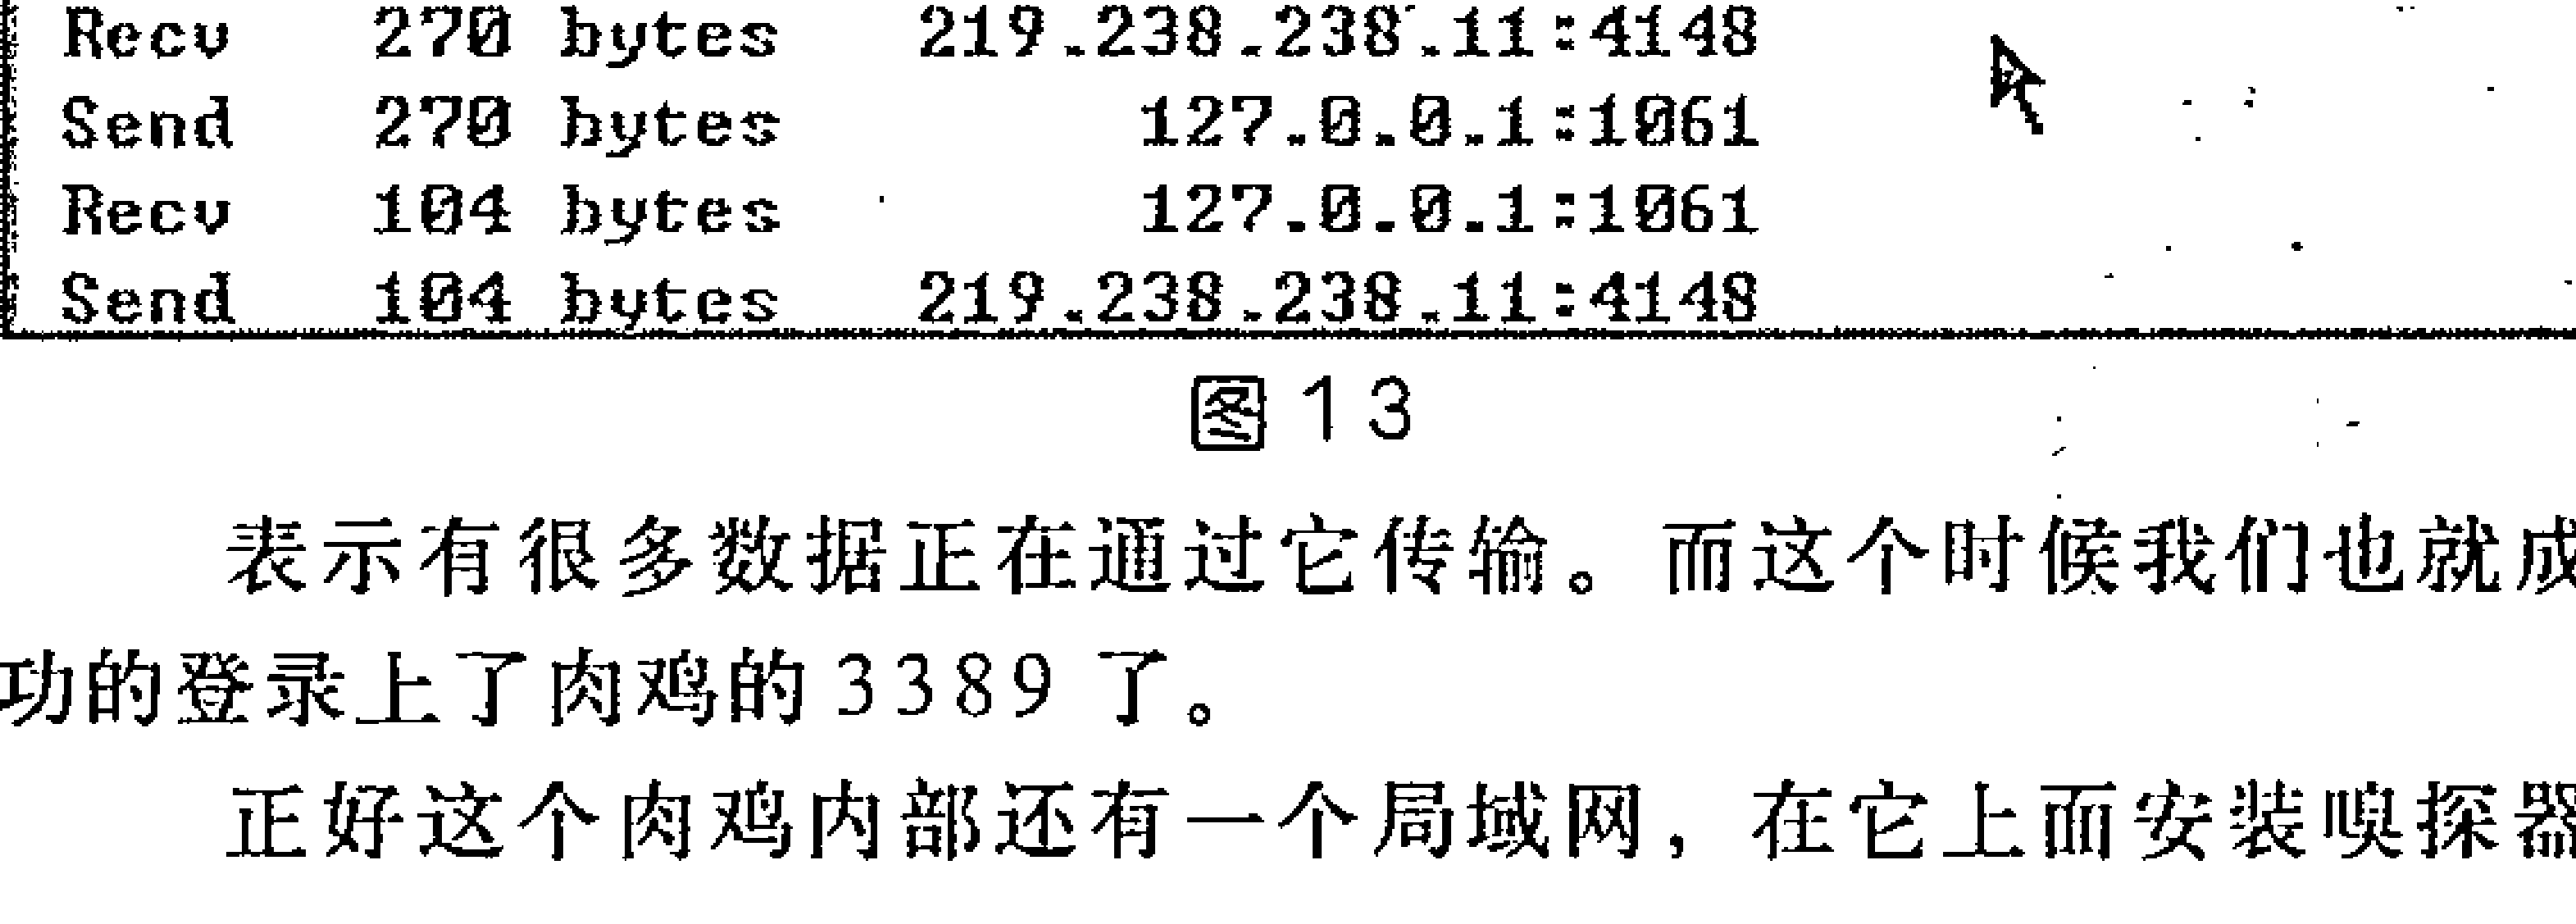 Recv 270 bytes 219.238.238.11:4148
Send 270 bytes 127.0.0.1:1061
Recv 104 bytes 127.0.0.1:1061
Send 104 bytes 219.238.238.11:4148
图13
表示有很多数据正在通过它传输。而这个时候我们也就成
功的登录上了肉鸡的3389了。
正好这个肉鸡内部还有一个局域网，在它上面安装嗅探器